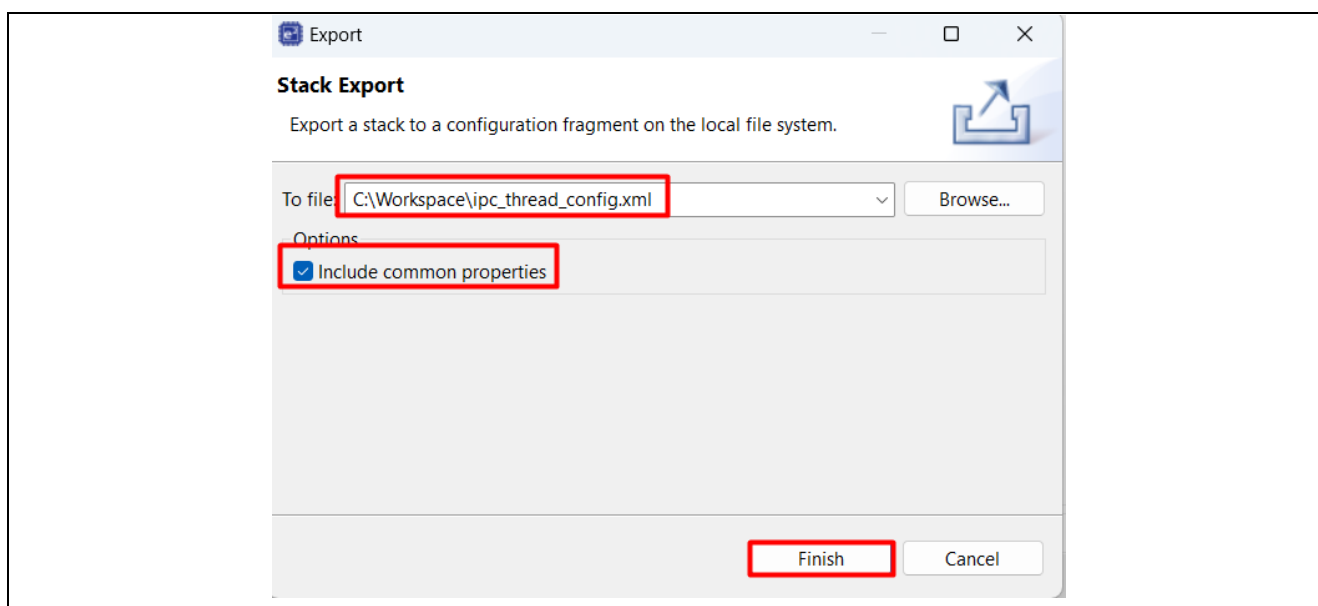 Export
Stack Export
Export a stack to a configuration fragment on the local file system.
To file: C:\Workspace\ipc_thread_config.xml Browse...
Options
Include common properties
Finish Cancel